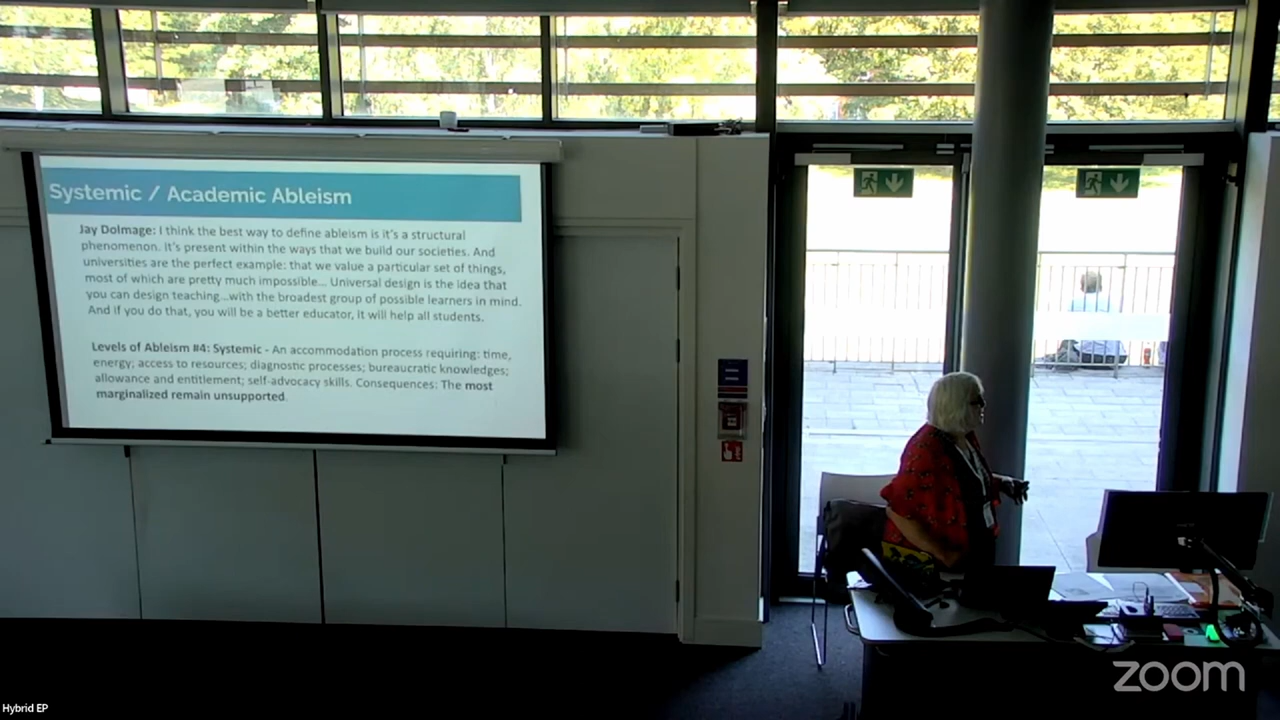 Systemic / Academic Ableism
Jay Dolmage: I think the best way to define ableism is it's a structural
phenomenon. It's present within the ways that we build our societies. And
universities are the perfect example: that we value a particular set of things,
most of which are pretty much impossible... Universal design is the idea that
you can design teaching...with the broadest group of possible learners in mind.
And if you do that, you will be a better educator, it will help all students.
Levels of Ableism #4: Systemic - An accommodation process requiring: time,
energy; access to resources; diagnostic processes; bureaucratic knowledges;
allowance and entitlement; self-advocacy skills. Consequences: The most
marginalized remain unsupported.
zoom
Hybrid EP